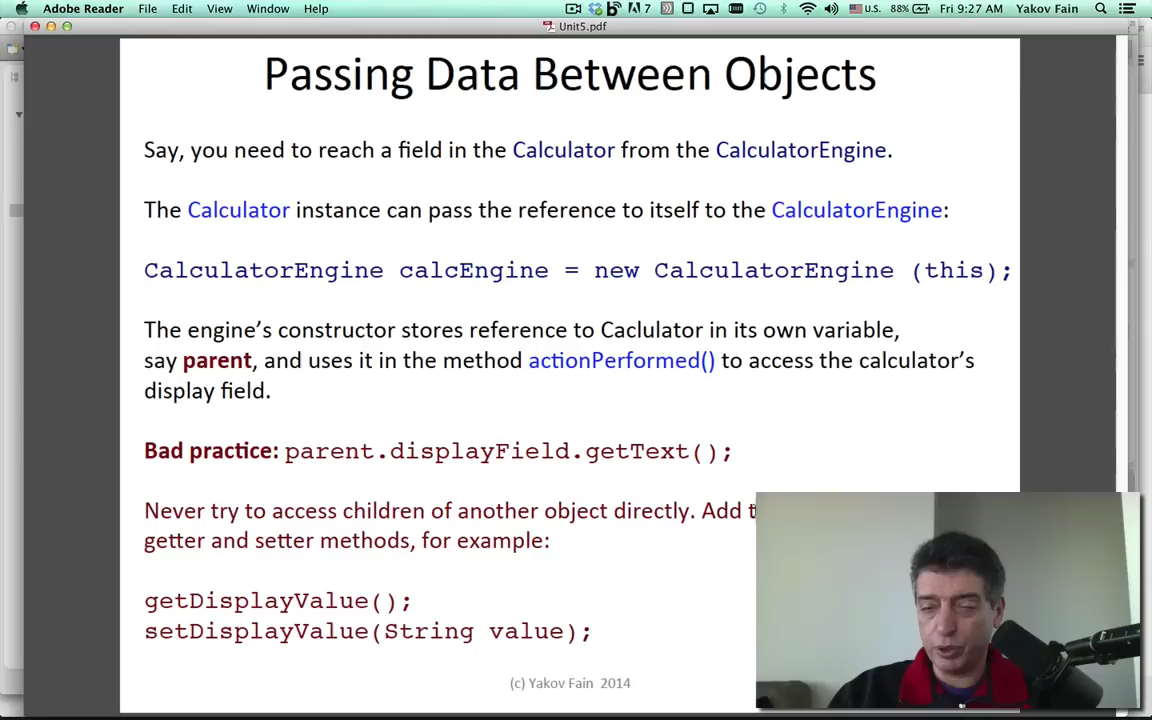 Adobe Reader File Edit View Window Help 7 U.S. 88% Fri 9:27 AM Yakov Fain
Unit5.pdf
Passing Data Between Objects
Say, you need to reach a field in the Calculator from the CalculatorEngine.
The Calculator instance can pass the reference to itself to the CalculatorEngine:
CalculatorEngine calcEngine = new CalculatorEngine (this);
The engine’s constructor stores reference to Caclulator in its own variable,
say parent, and uses it in the method actionPerformed() to access the calculator’s
display field.
Bad practice: parent.displayField.getText();
Never try to access children of another object directly. Add
getter and setter methods, for example:
getDisplayValue();
setDisplayValue(String value);
(c) Yakov Fain 2014